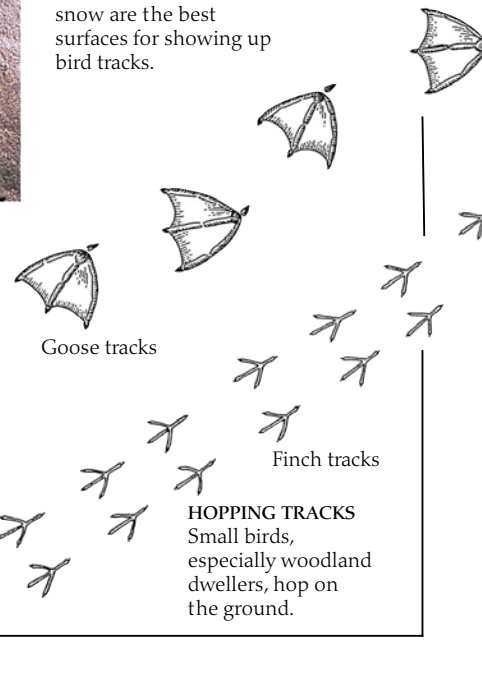 snow are the best
surfaces for showing up
bird tracks.
Goose tracks
Finch tracks
HOPPING TRACKS
Small birds,
especially woodland
dwellers, hop on
the ground.